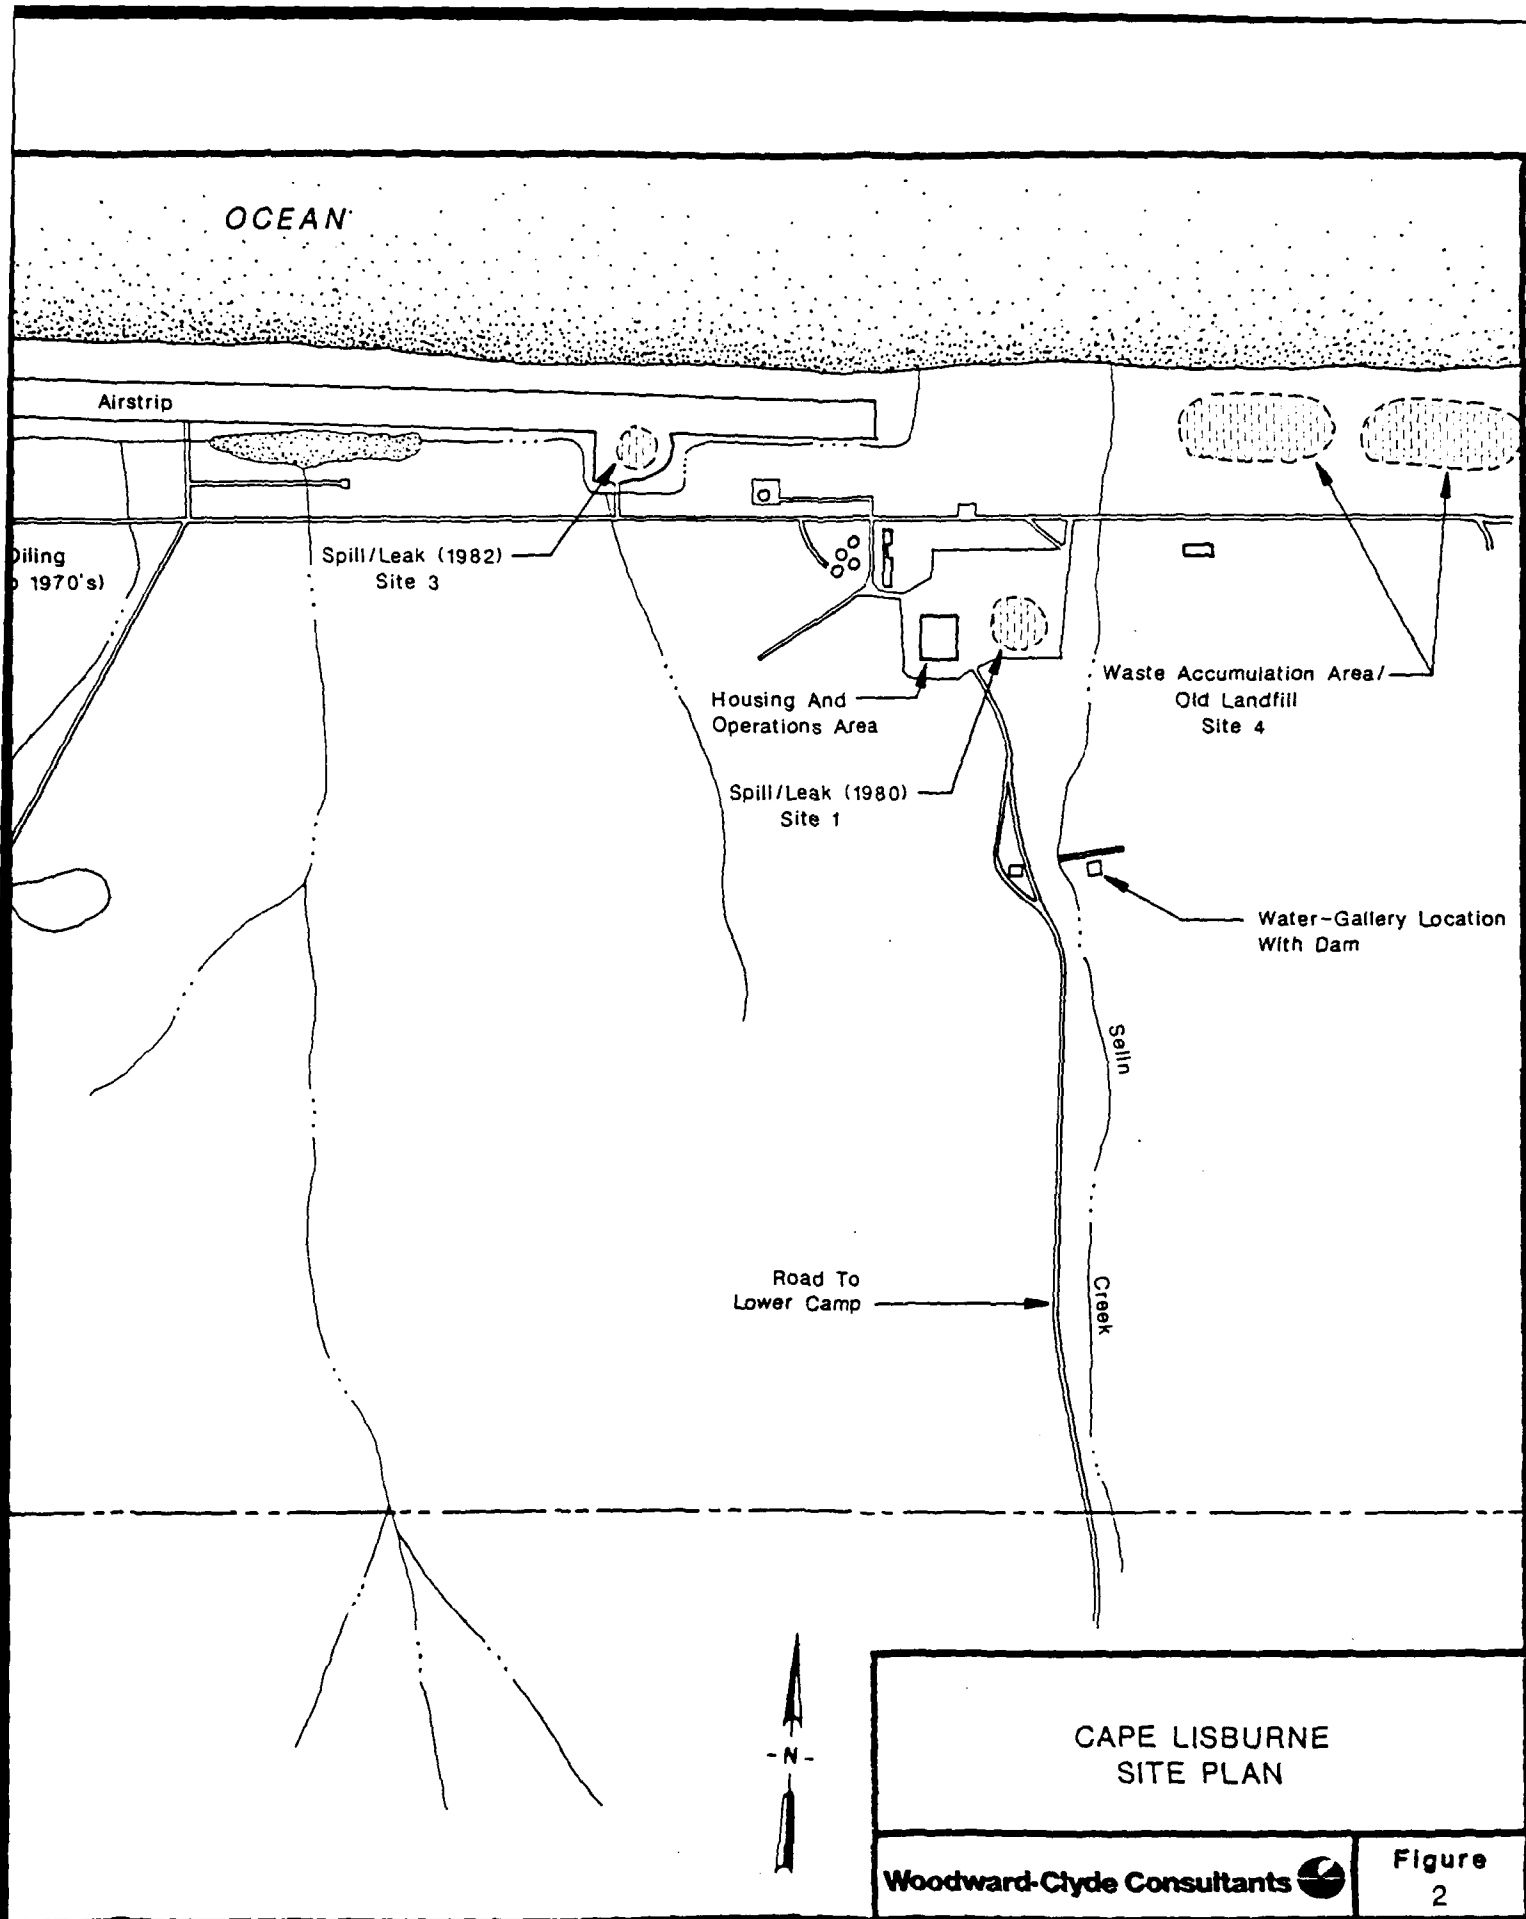 OCEAN
Airstrip
Oiling
1970's)
Spill/Leak (1982)
Site 3
Housing And
Operations Area
Waste Accumulation Area/
Old Landfill
Site 4
Spill/Leak (1980)
Site 1
Water-Gallery Location
With Dam
Selin
Creek
Road To
Lower Camp
-N-
CAPE LISBURNE
SITE PLAN
Woodward-Clyde Consultants
Figure
2